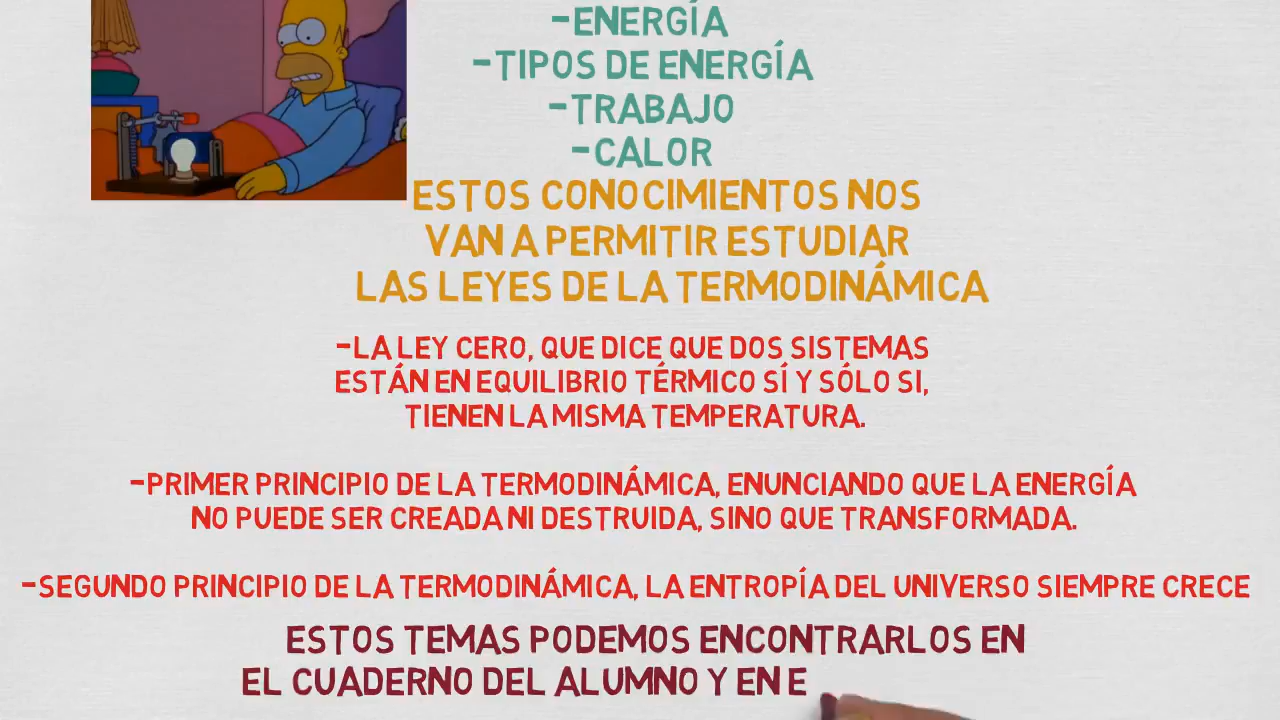 -ENERGÍA
-TIPOS DE ENERGÍA
-TRABAJO
-CALOR
ESTOS CONOCIMIENTOS NOS
VAN A PERMITIR ESTUDIAR
LAS LEYES DE LA TERMODINÁMICA
-LA LEY CERO, QUE DICE QUE DOS SISTEMAS
ESTÁN EN EQUILIBRIO TÉRMICO SÍ Y SÓLO SI,
TIENEN LA MISMA TEMPERATURA.
-PRIMER PRINCIPIO DE LA TERMODINÁMICA, ENUNCIANDO QUE LA ENERGÍA
NO PUEDE SER CREADA NI DESTRUIDA, SINO QUE TRANSFORMADA.
-SEGUNDO PRINCIPIO DE LA TERMODINÁMICA, LA ENTROPÍA DEL UNIVERSO SIEMPRE CRECE
ESTOS TEMAS PODEMOS ENCONTRARLOS EN
EL CUADERNO DEL ALUMNO Y EN E